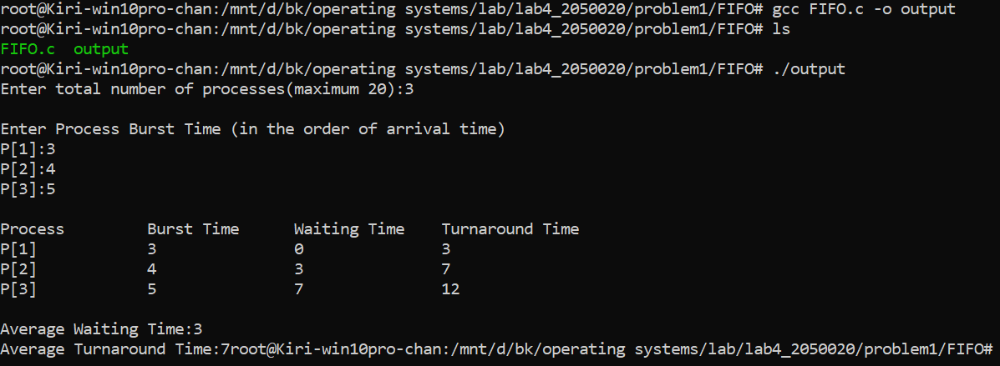 root@Kiri-win10pro-chan:/mnt/d/bk/operating systems/lab/lab4_2050020/problem1/FIFO# gcc FIFO.c -o output
root@Kiri-win10pro-chan:/mnt/d/bk/operating systems/lab/lab4_2050020/problem1/FIFO# ls
FIFO.c  output
root@Kiri-win10pro-chan:/mnt/d/bk/operating systems/lab/lab4_2050020/problem1/FIFO# ./output
Enter total number of processes(maximum 20):3
Enter Process Burst Time (in the order of arrival time)
P[1]:3
P[2]:4
P[3]:5
Process         Burst Time      Waiting Time    Turnaround Time
P[1]            3               0               3
P[2]            4               3               7
P[3]            5               7               12
Average Waiting Time:3
Average Turnaround Time:7root@Kiri-win10pro-chan:/mnt/d/bk/operating systems/lab/lab4_2050020/problem1/FIFO#